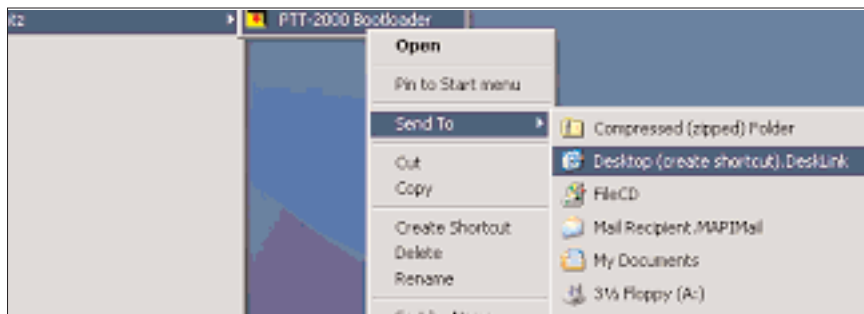 PTT-2000 Bootloader
Open
Pin to Start menu
Send To
Cut
Copy
Create Shortcut
Delete
Rename
Compressed (zipped) Folder
Desktop (create shortcut).DeskLink
FileCD
Mail Recipient.MAPIMail
My Documents
3½ Floppy (A:)